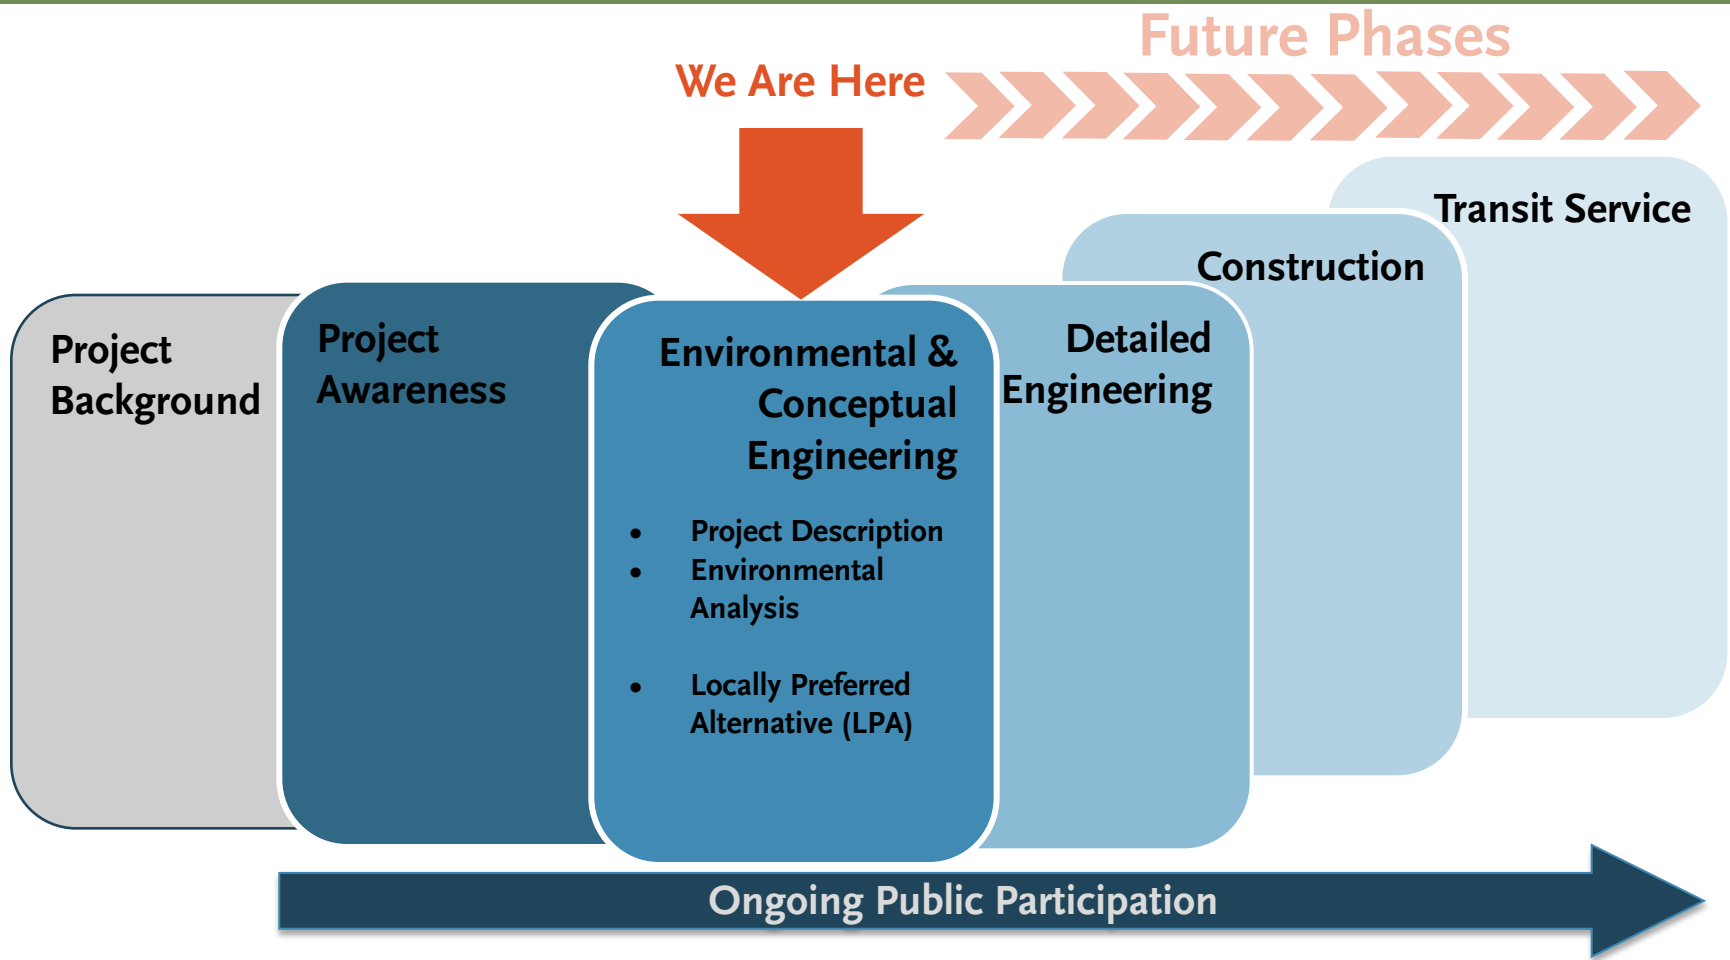 Future Phases
We Are Here
Transit Service
Construction
Project
Background
Project
Awareness
Environmental &
Conceptual
Engineering
• Project Description
• Environmental
Analysis
• Locally Preferred
Alternative (LPA)
Detailed
Engineering
Ongoing Public Participation